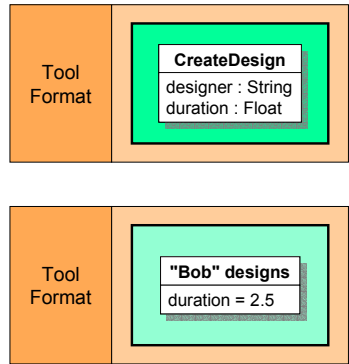 Tool
Format
CreateDesign
designer : String
duration : Float
Tool
Format
"Bob" designs
duration = 2.5